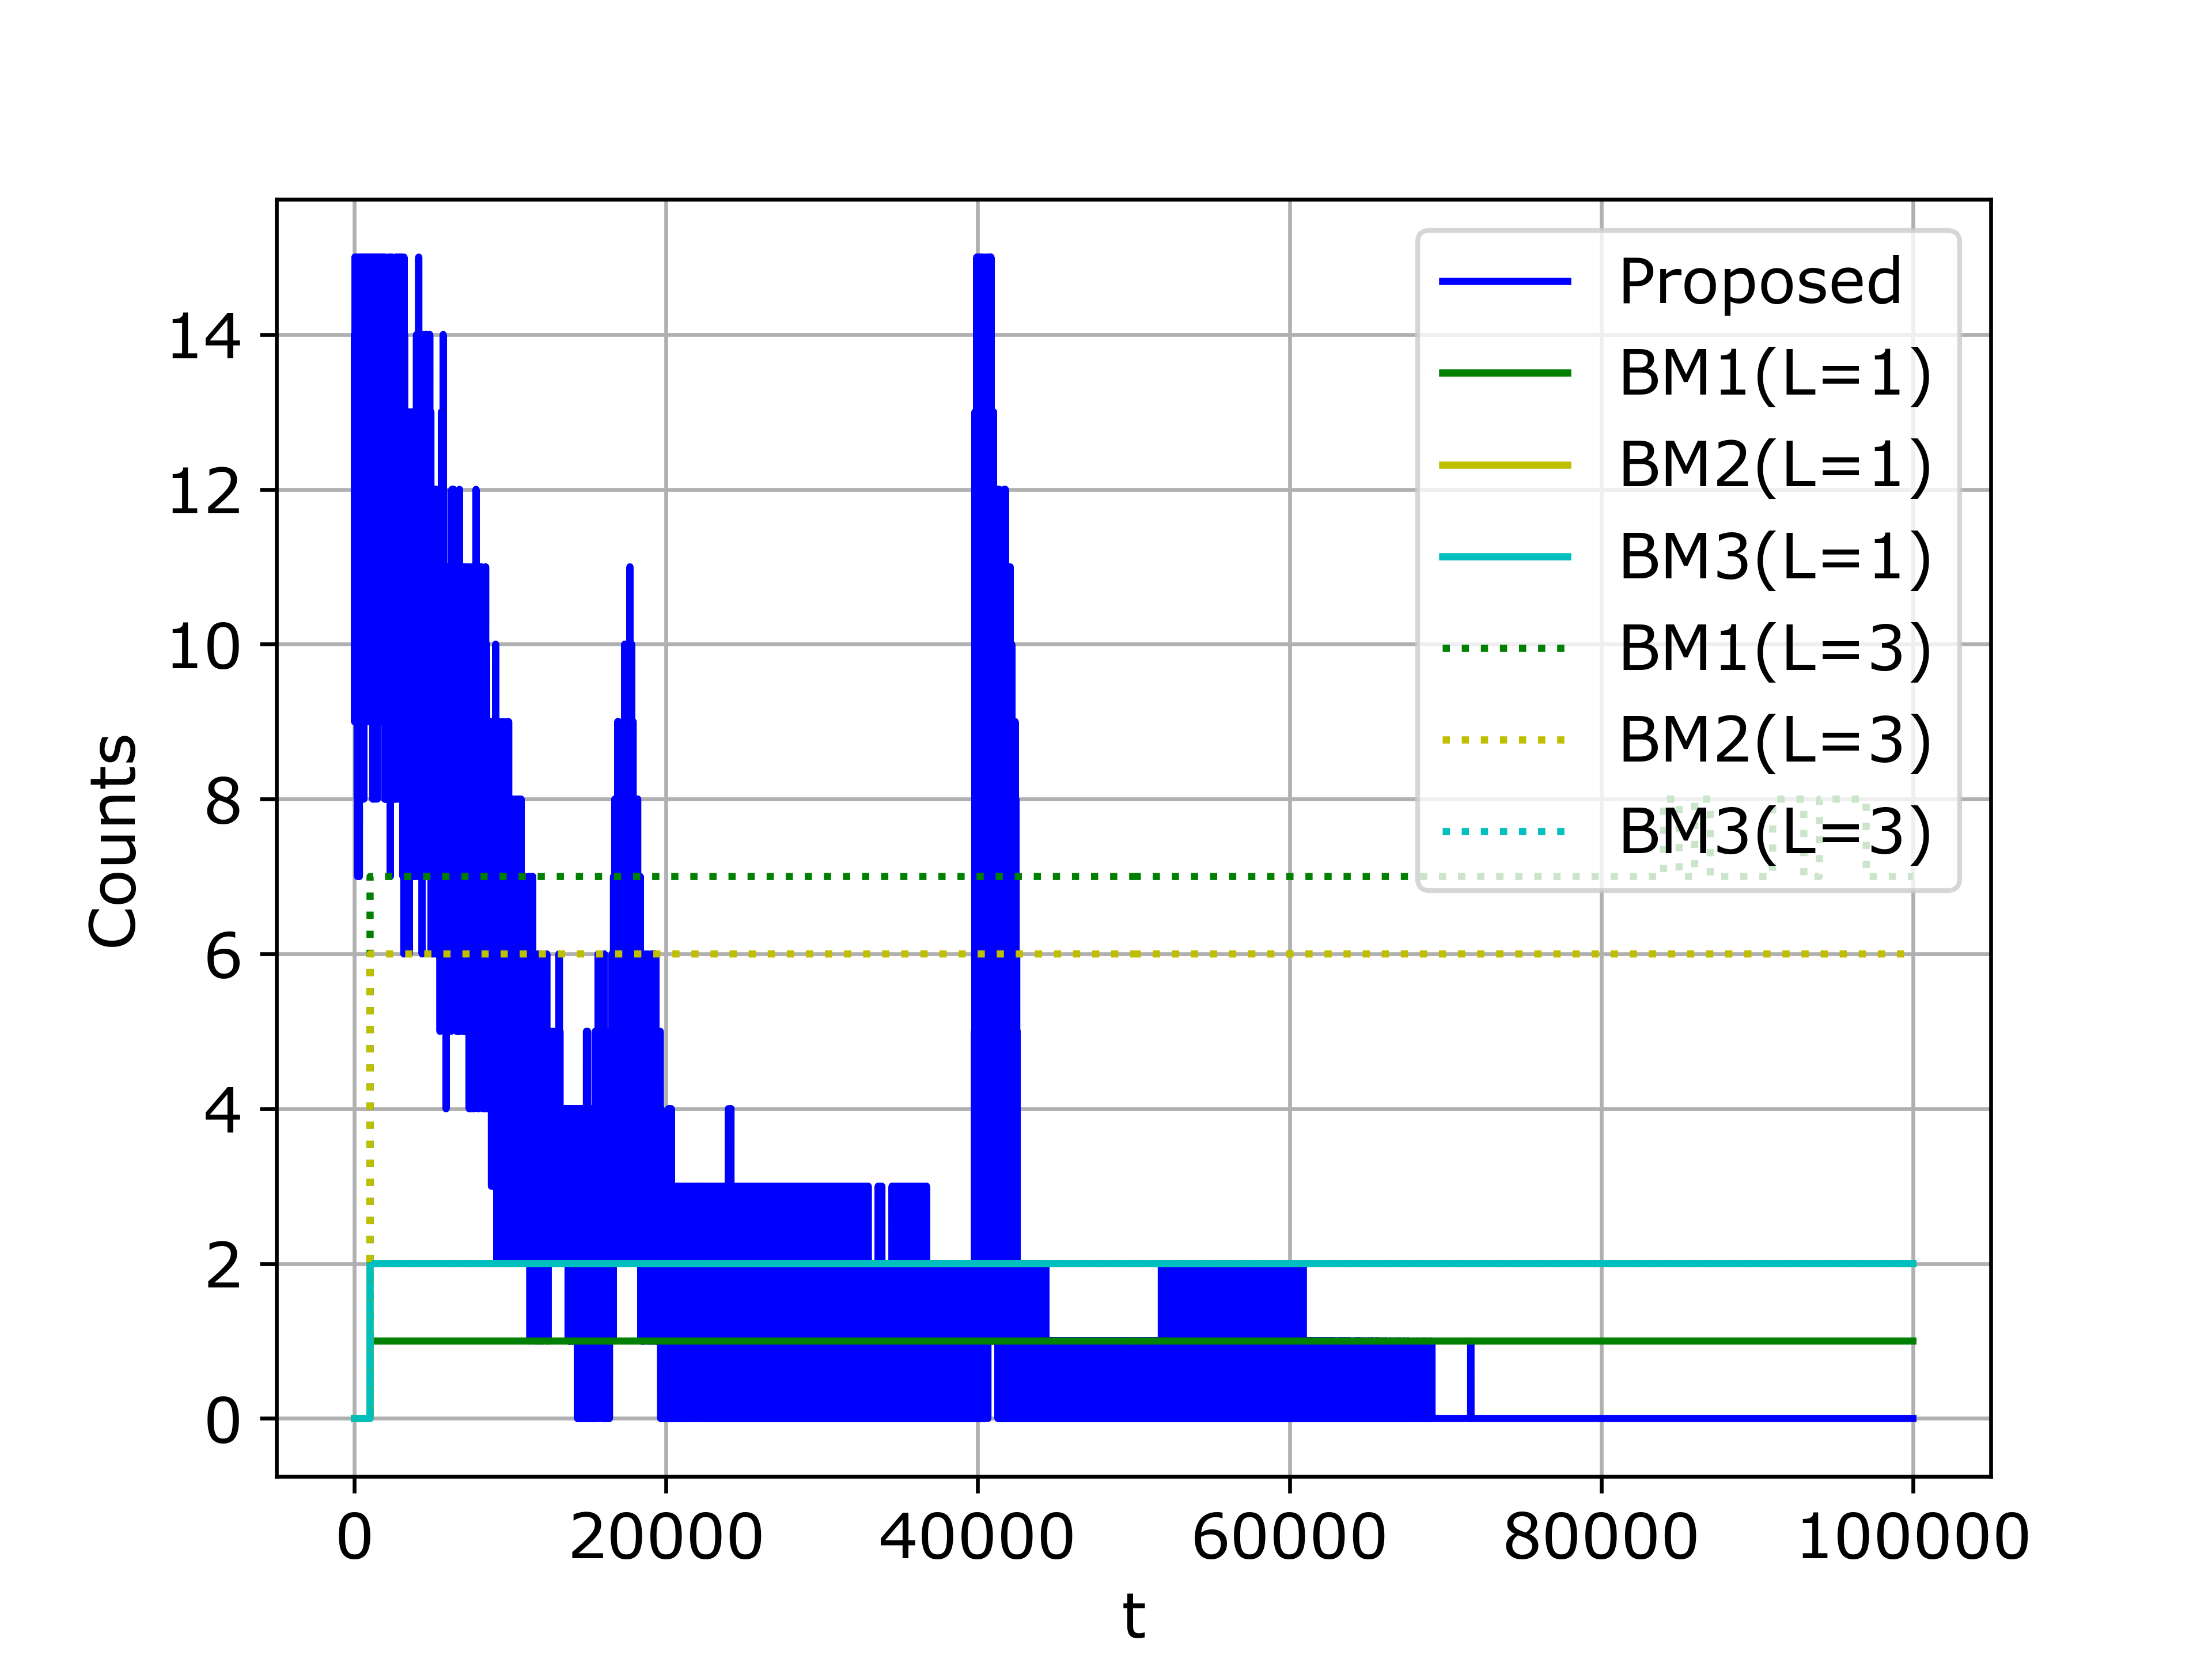 Proposed
BM1(L=1)
BM2(L=1)
BM3(L=1)
BM1(L=3)
BM2(L=3)
BM3(L=3)
Counts
14
12
10
8
6
4
2
0
0 20000 40000 60000 80000 100000
t